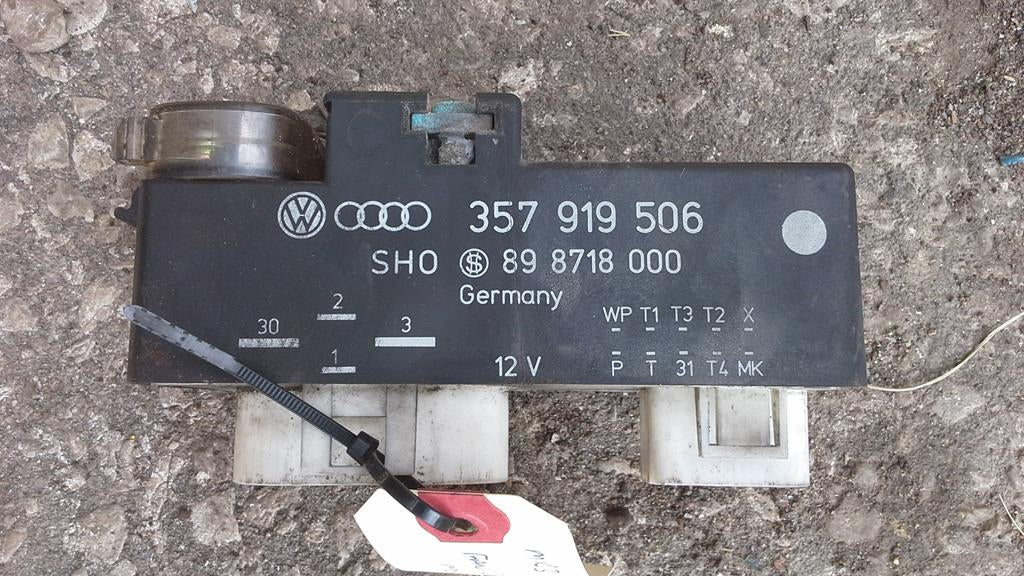 357 919 506
SHO 89 8718 000
Germany
2
30
3
1
12 V
WP T1 T3 T2 X
P T 31 T4 MK